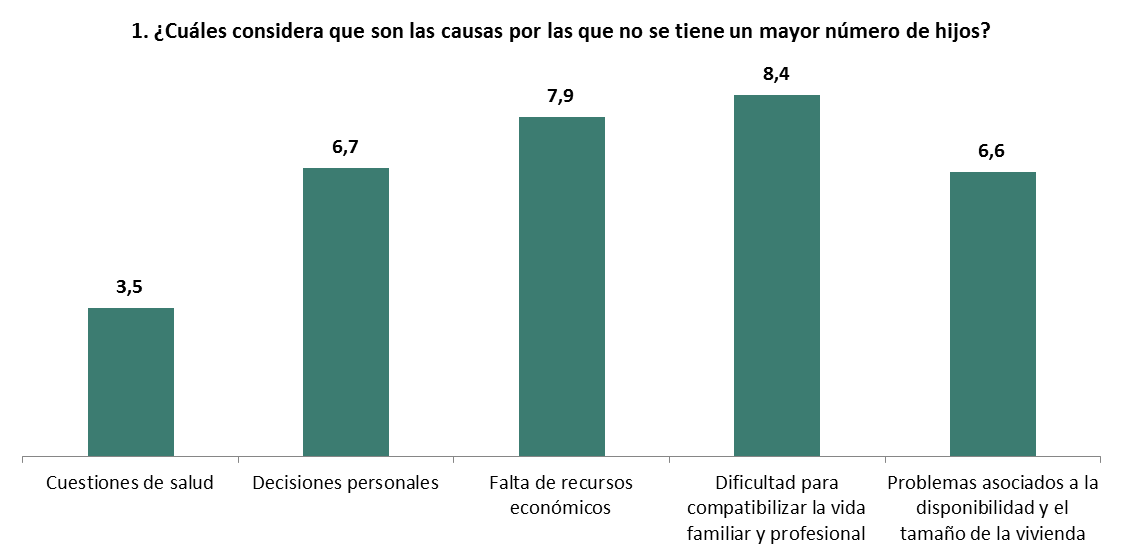 1. ¿Cuáles considera que son las causas por las que no se tiene un mayor número de hijos?
3,5
6,7
7,9
8,4
6,6
Cuestiones de salud
Decisiones personales
Falta de recursos
económicos
Dificultad para
compatibilizar la vida
familiar y profesional
Problemas asociados a la
disponibilidad y el
tamaño de la vivienda